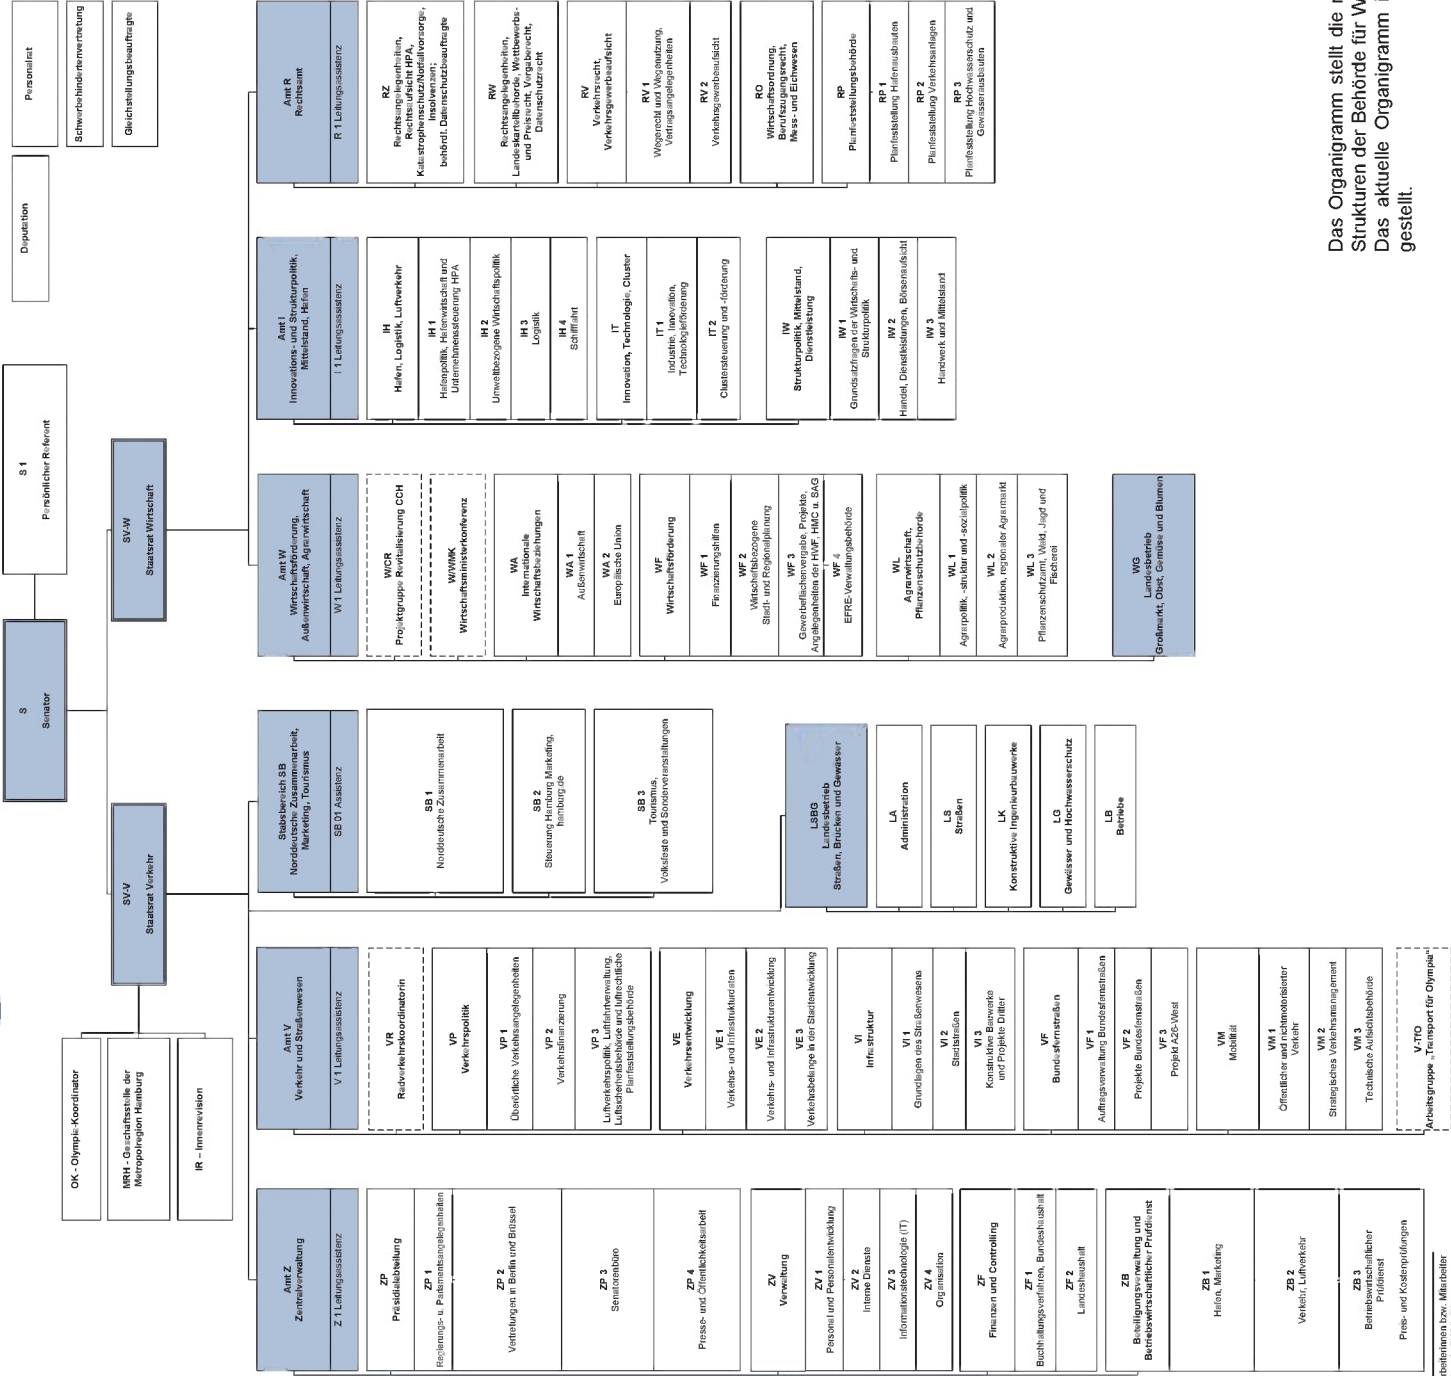 S
Senator
S 1
Persönlicher Referent
Deputation
Personalrat
Schwerbehindertenvertretung
Gleichstellungsbeauftragte
SV-V
Staatsrat Verkehr
SV-W
Staatsrat Wirtschaft
OK - Olympia-Koordinator
MRH - Geschäftsstelle der
Metropolregion Hamburg
IR – Innenrevision
Amt Z
Zentralverwaltung
Z 1 Leitungsassistenz
ZP
Präsidialabteilung
ZP 1
Regierungs- u. Parlamentsangelegenheiten
ZP 2
Vertretungen in Berlin und Brüssel
ZP 3
Senatorenbüro
ZP 4
Presse- und Öffentlichkeitsarbeit
ZV
Verwaltung
ZV 1
Personal und Personalentwicklung
ZV 2
Interne Dienste
ZV 3
Informationstechnologie (IT)
ZV 4
Organisation
ZF
Finanzen und Controlling
ZF 1
Buchhaltungsverfahren, Bundeshaushalt
ZF 2
Landeshaushalt
ZB
Beteiligungsverwaltung und
Betriebswirtschaftlicher Prüfdienst
ZB 1
Hafen, Marketing
ZB 2
Verkehr, Luftverkehr
ZB 3
Betriebswirtschaftlicher
Prüfdienst
Preis- und Kostenprüfungen
Amt V
Verkehr und Straßenwesen
V 1 Leitungsassistenz
VR
Radverkehrskoordinatorin
VP
Verkehrspolitik
VP 1
Überörtliche Verkehrsangelegenheiten
VP 2
Verkehrsfinanzierung
VP 3
Luftverkehrspolitik, Luftfahrtverwaltung,
Luftsicherheitsbehörde und luftrechtliche
Planfeststellungsbehörde
VE
Verkehrsentwicklung
VE 1
Verkehrs- und Infrastrukturdaten
VE 2
Verkehrs- und Infrastrukturentwicklung
VE 3
Verkehrsbelange in der Stadtentwicklung
VI
Infrastruktur
VI 1
Grundlagen des Straßenwesens
VI 2
Stadtstraßen
VI 3
Konstruktive Bauwerke
und Projekte Dritter
VF
Bundesfernstraßen
VF 1
Auftragsverwaltung Bundesfernstraßen
VF 2
Projekte Bundesfernstraßen
VF 3
Projekt A26-West
VM
Mobilität
VM 1
Öffentlicher und nichtmotorisierter
Verkehr
VM 2
Strategisches Verkehrsmanagement
VM 3
Technische Aufsichtsbehörde
V-TfO
Arbeitsgruppe „Transport für Olympia“
Stabsbereich SB
Norddeutsche Zusammenarbeit,
Marketing, Tourismus
SB 01 Assistenz
SB 1
Norddeutsche Zusammenarbeit
SB 2
Steuerung Hamburg Marketing,
hamburg.de
SB 3
Tourismus,
Volksfeste und Sonderveranstaltungen
LSBG
Landesbetrieb
Straßen, Brücken und Gewässer
LA
Administration
LS
Straßen
LK
Konstruktive Ingenieurbauwerke
LG
Gewässer und Hochwasserschutz
LB
Betriebe
Amt W
Wirtschaftsförderung,
Außenwirtschaft, Agrarwirtschaft
W 1 Leitungsassistenz
W/CR
Projektgruppe Revitalisierung CCH
W/WMK
Wirtschaftsministerkonferenz
WA
Internationale
Wirtschaftsbeziehungen
WA 1
Außenwirtschaft
WA 2
Europäische Union
WF
Wirtschaftsförderung
WF 1
Finanzierungshilfen
WF 2
Wirtschaftsbezogene
Stadt- und Regionalplanung
WF 3
Gewerbeflächenvergabe, Projekte,
Angelegenheiten der HWF, HMC u. SAG
WF 4
EFRE-Verwaltungsbehörde
WL
Agrarwirtschaft,
Pflanzenschutzbehörde
WL 1
Agrarpolitik, -struktur und -sozialpolitik
WL 2
Agrarproduktion, regionaler Agrarmarkt
WL 3
Pflanzenschutzamt, Wald, Jagd und
Fischerei
WG
Landesbetrieb
Großmarkt, Obst, Gemüse und Blumen
Amt I
Innovations- und Strukturpolitik,
Mittelstand, Hafen
I 1 Leitungsassistenz
IH
Hafen, Logistik, Luftverkehr
IH 1
Hafenpolitik, Hafenwirtschaft und
Unternehmenssteuerung HPA
IH 2
Umweltbezogene Wirtschaftspolitik
IH 3
Logistik
IH 4
Schifffahrt
IT
Innovation, Technologie, Cluster
IT 1
Industrie, Innovation,
Technologieförderung
IT 2
Clustersteuerung und -förderung
IW
Strukturpolitik, Mittelstand,
Dienstleistung
IW 1
Grundsatzfragen der Wirtschafts- und
Strukturpolitik
IW 2
Handel, Dienstleistungen, Börsenaufsicht
IW 3
Handwerk und Mittelstand
Amt R
Rechtsamt
R 1 Leitungsassistenz
RZ
Rechtsangelegenheiten,
Rechtsaufsicht HPA,
Katastrophenschutz/Notfallvorsorge,
Insolvenzen;
behördl. Datenschutzbeauftragte
RW
Rechtsangelegenheiten,
Landeskartellbehörde, Wettbewerbs-
und Preisrecht, Vergaberecht,
Datenschutzrecht
RV
Verkehrsrecht,
Verkehrsgewerbeaufsicht
RV 1
Wegerecht und Wegenutzung,
Vertragsangelegenheiten
RV 2
Verkehrsgewerbeaufsicht
RO
Wirtschaftsordnung,
Berufszugangsrecht,
Mess- und Eichwesen
RP
Planfeststellungsbehörde
RP 1
Planfeststellung Hafenausbauten
RP 2
Planfeststellung Verkehrsanlagen
RP 3
Planfeststellung Hochwasserschutz und
Gewässerausbauten
Das Organigramm stellt die
Strukturen der Behörde für
Das aktuelle Organigramm
gestellt.
bzw. Mitarbeiter